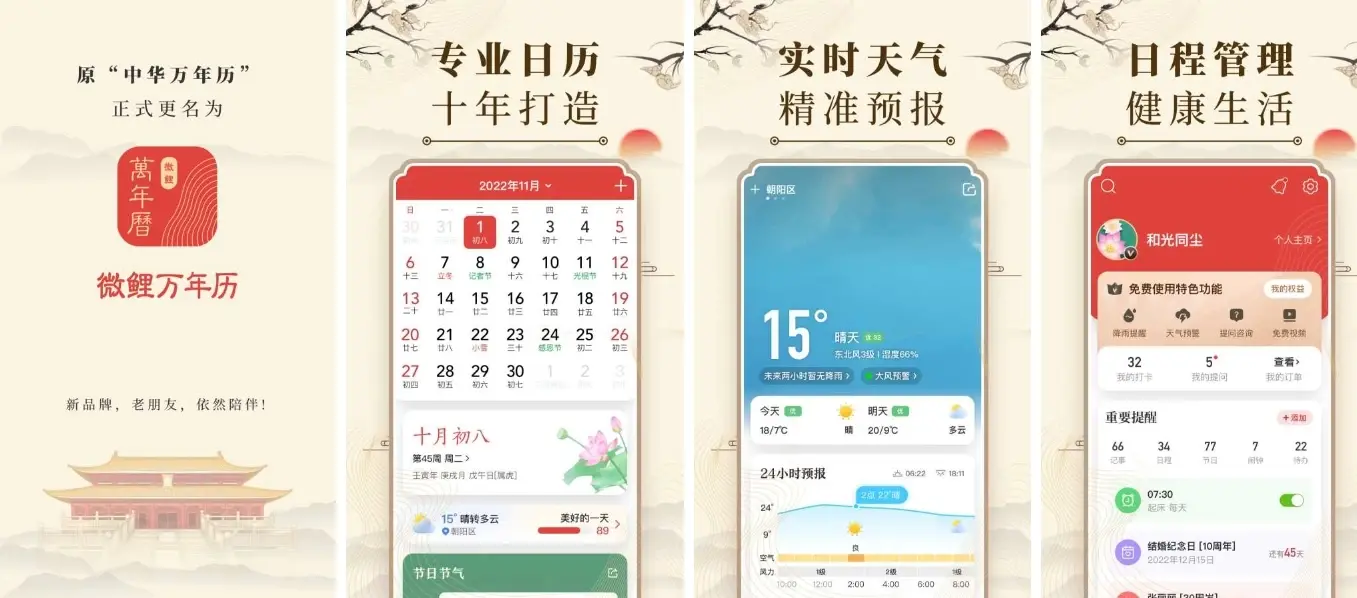 原“中华万年历”
正式更名为
萬年曆
微鲤
微鲤万年历
新品牌，老朋友，依然陪伴!
专业日历
十年打造
2022年11月
日 一 二 三 四 五 六
30 31 1 2 3 4 5
初八 初九 初十 十一 十二
6 7 8 9 10 11 12
十三 立冬 记者节 十六 十七 光棍节 十九
13 14 15 16 17 18 19
二十 廿一 廿二 廿三 廿四 廿五 廿六
20 21 22 23 24 25 26
廿七 廿八 小雪 三十 感恩节 初二 初三
27 28 29 30 1 2 3
初四 初五 初六 初七
十月初八
第45周 周二
壬寅年 庚戌月 戊午日[属虎]
15° 晴转多云
朝阳区
美好的一天
89
节日节气
实时天气
精准预报
朝阳区
15°
晴天
优 32
东北风3级 | 湿度66%
未来两小时暂无降雨
大风预警
今天 优
18/7℃
晴
明天 优
20/9℃
多云
24小时预报
06:22 18:11
2点 22° 晴
24°
9°
良
空气
风力 1级 2级 1级
10:00 12:00 2:00 4:00 6:00 8:00
日程管理
健康生活
和光同尘
个人主页
免费使用特色功能
我的权益
降雨提醒 天气预警 提问咨询 免费视频
32 5 查看
我的打卡 我的提问 我的订单
重要提醒
+添加
66 34 77 7 22
记事 日程 节日 闹钟 待办
07:30
起床 每天
结婚纪念日 [10周年]
2022年12月15日
还有45天